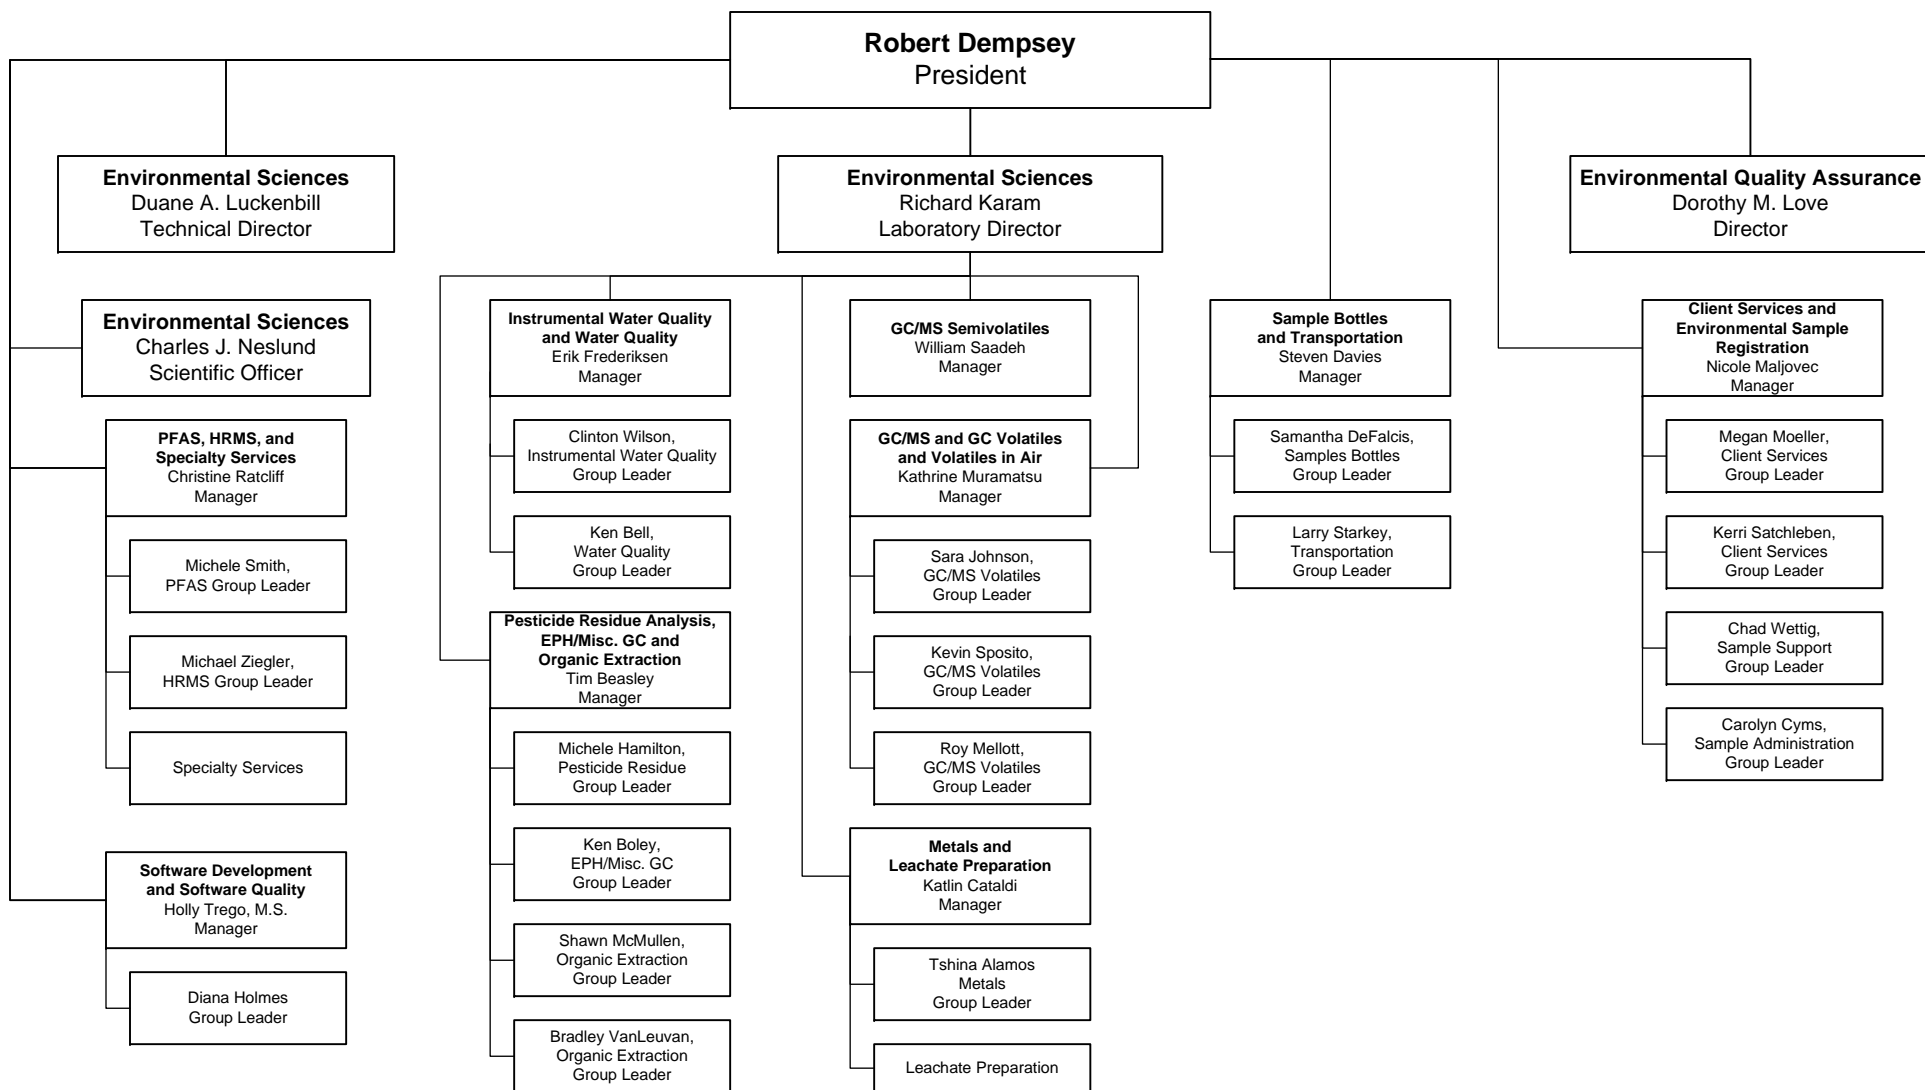 Robert Dempsey
President
Environmental Sciences
Duane A. Luckenbill
Technical Director
Environmental Sciences
Richard Karam
Laboratory Director
Environmental Quality Assurance
Dorothy M. Love
Director
Environmental Sciences
Charles J. Neslund
Scientific Officer
PFAS, HRMS, and
Specialty Services
Christine Ratcliff
Manager
Michele Smith,
PFAS Group Leader
Michael Ziegler,
HRMS Group Leader
Specialty Services
Software Development
and Software Quality
Holly Trego, M.S.
Manager
Diana Holmes
Group Leader
Instrumental Water Quality
and Water Quality
Erik Frederiksen
Manager
Clinton Wilson,
Instrumental Water Quality
Group Leader
Ken Bell,
Water Quality
Group Leader
Pesticide Residue Analysis,
EPH/Misc. GC and
Organic Extraction
Tim Beasley
Manager
Michele Hamilton,
Pesticide Residue
Group Leader
Ken Boley,
EPH/Misc. GC
Group Leader
Shawn McMullen,
Organic Extraction
Group Leader
Bradley VanLeuvan,
Organic Extraction
Group Leader
GC/MS Semivolatiles
William Saadeh
Manager
GC/MS and GC Volatiles
and Volatiles in Air
Kathrine Muramatsu
Manager
Sara Johnson,
GC/MS Volatiles
Group Leader
Kevin Sposito,
GC/MS Volatiles
Group Leader
Roy Mellott,
GC/MS Volatiles
Group Leader
Metals and
Leachate Preparation
Katlin Cataldi
Manager
Tshina Alamos
Metals
Group Leader
Leachate Preparation
Sample Bottles
and Transportation
Steven Davies
Manager
Samantha DeFalcis,
Samples Bottles
Group Leader
Larry Starkey,
Transportation
Group Leader
Client Services and
Environmental Sample
Registration
Nicole Maljovec
Manager
Megan Moeller,
Client Services
Group Leader
Kerri Satchleben,
Client Services
Group Leader
Chad Wettig,
Sample Support
Group Leader
Carolyn Cyms,
Sample Administration
Group Leader